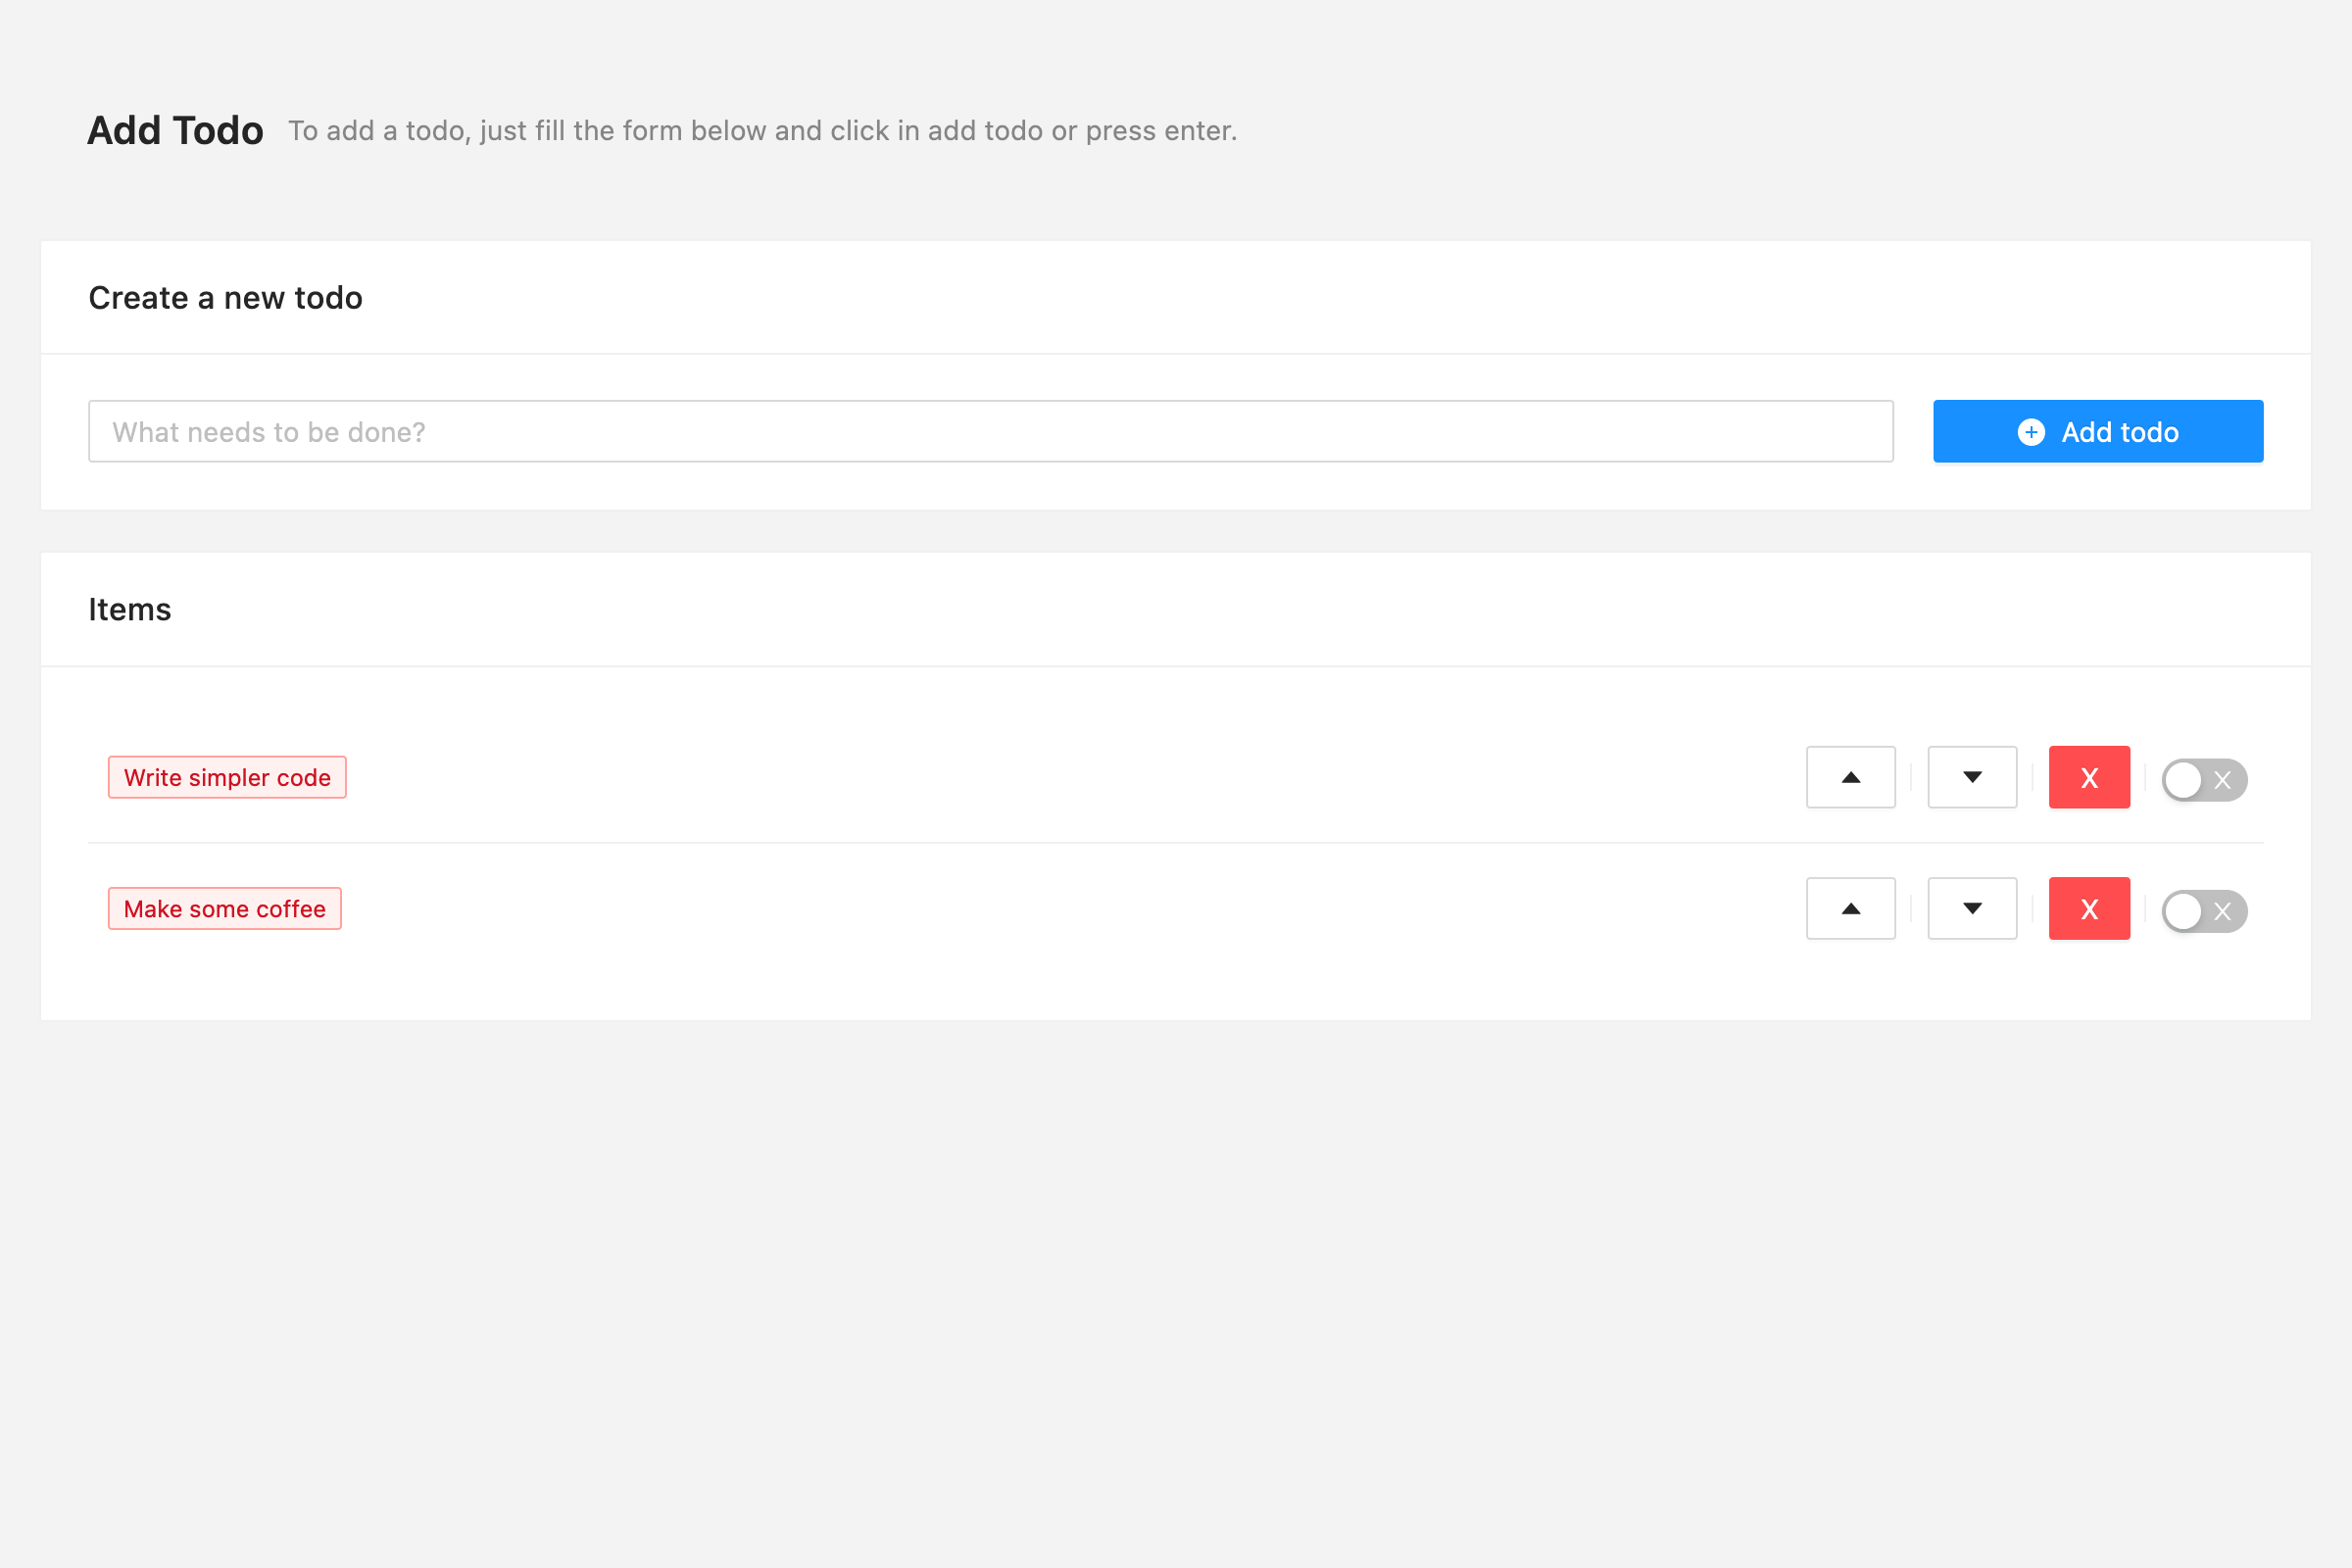 Add Todo To add a todo, just fill the form below and click in add todo or press enter.
Create a new todo
What needs to be done? Add todo
Items
Write simpler code X X
Make some coffee X X